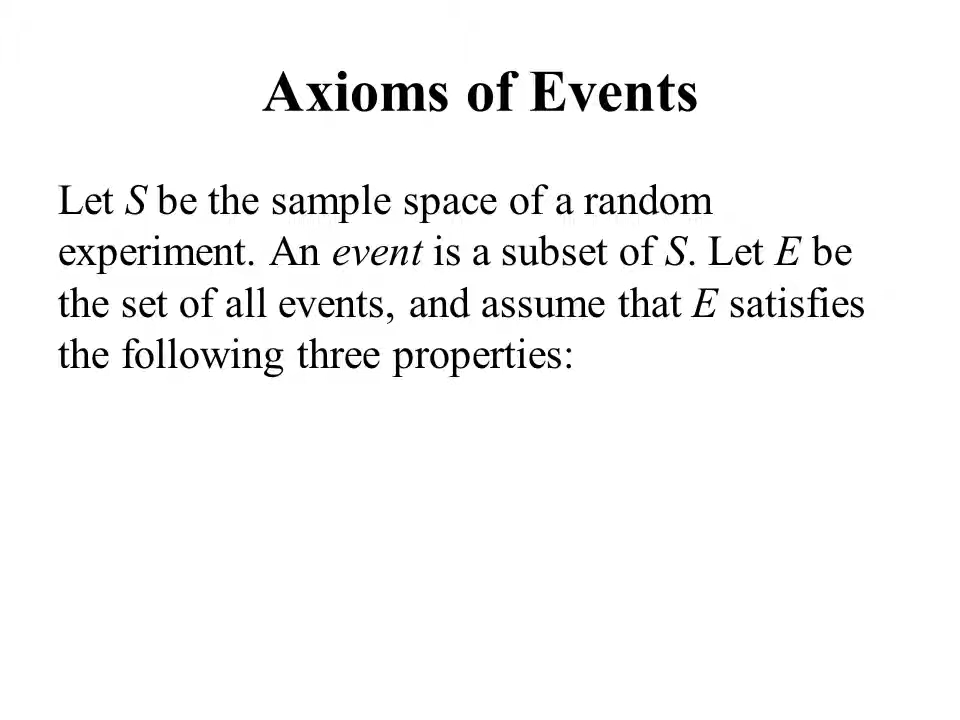 Axioms of Events
Let S be the sample space of a random
experiment. An event is a subset of S. Let E be
the set of all events, and assume that E satisfies
the following three properties: